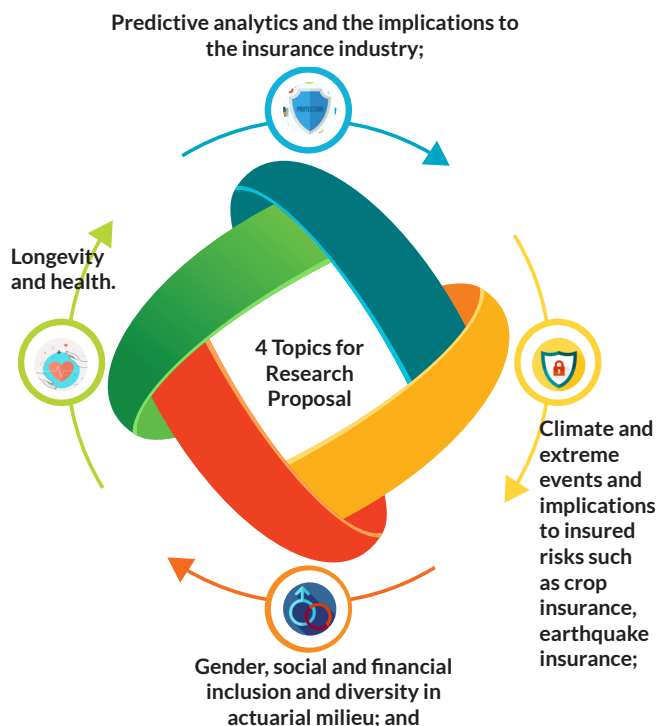 Predictive analytics and the implications to
the insurance industry;
PROTECTION
Longevity
and health.
4 Topics for
Research
Proposal
Climate and
extreme
events and
implications
to insured
risks such
as crop
insurance,
earthquake
insurance;
Gender, social and financial
inclusion and diversity in
actuarial milieu; and